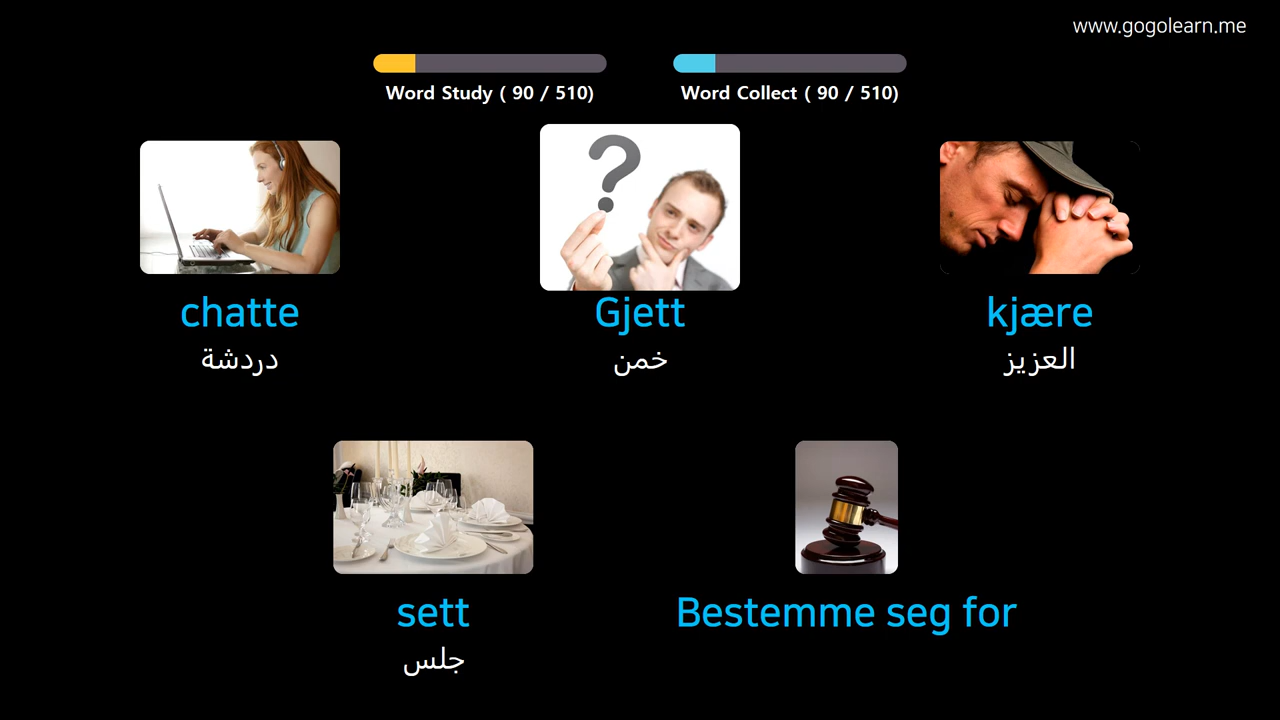 www.gogolearn.me
Word Study ( 90 / 510)
Word Collect ( 90 / 510)
chatte
دردشة
Gjett
خمن
kjære
العزيز
sett
جلس
Bestemme seg for